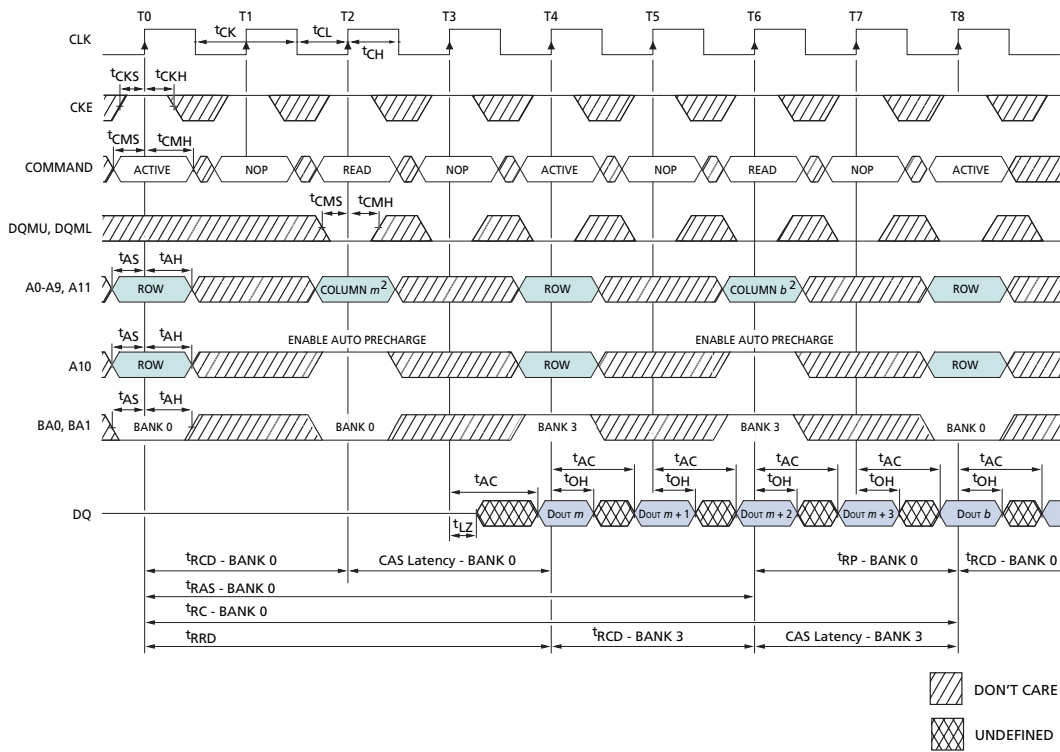 T0 T1 T2 T3 T4 T5 T6 T7 T8
CLK tCK tCL tCH
tCKS tCKH
CKE
tCMS tCMH
COMMAND ACTIVE NOP READ NOP ACTIVE NOP READ NOP ACTIVE
tCMS tCMH
DQMU, DQML
tAS tAH
A0-A9, A11 ROW COLUMN m2 ROW COLUMN b2 ROW
ENABLE AUTO PRECHARGE ENABLE AUTO PRECHARGE
tAS tAH
A10 ROW ROW ROW
tAS tAH
BA0, BA1 BANK 0 BANK 0 BANK 3 BANK 3 BANK 0
tAC tAC tAC tAC tAC tAC
tOH tOH tOH tOH tOH
DQ DOUT m DOUT m + 1 DOUT m + 2 DOUT m + 3 DOUT b
tLZ
tRCD - BANK 0 CAS Latency - BANK 0 tRP - BANK 0 tRCD - BANK 0
tRAS - BANK 0
tRC - BANK 0
tRRD tRCD - BANK 3 CAS Latency - BANK 3
DON'T CARE
UNDEFINED